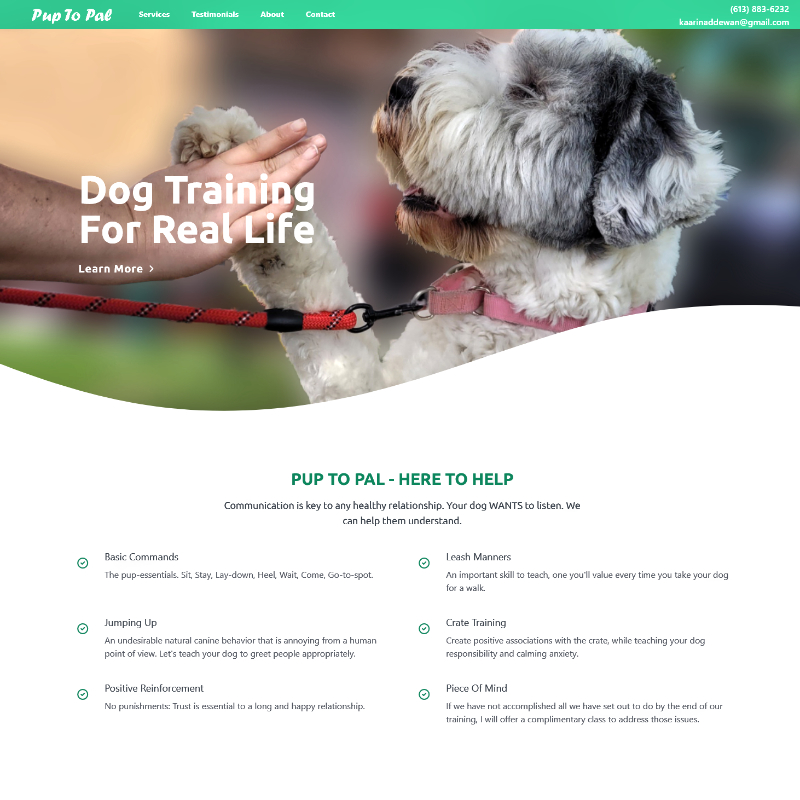 Pup To Pal
Services
Testimonials
About
Contact
(613) 883-6232
kaarinaddewan@gmail.com
Dog Training
For Real Life
Learn More >
PUP TO PAL - HERE TO HELP
Communication is key to any healthy relationship. Your dog WANTS to listen. We
can help them understand.
Basic Commands
The pup-essentials. Sit, Stay, Lay-down, Heel, Wait, Come, Go-to-spot.
Leash Manners
An important skill to teach, one you'll value every time you take your dog
for a walk.
Jumping Up
An undesirable natural canine behavior that is annoying from a human
point of view. Let's teach your dog to greet people appropriately.
Crate Training
Create positive associations with the crate, while teaching your dog
responsibility and calming anxiety.
Positive Reinforcement
No punishments: Trust is essential to a long and happy relationship.
Piece Of Mind
If we have not accomplished all we have set out to do by the end of our
training, I will offer a complimentary class to address those issues.